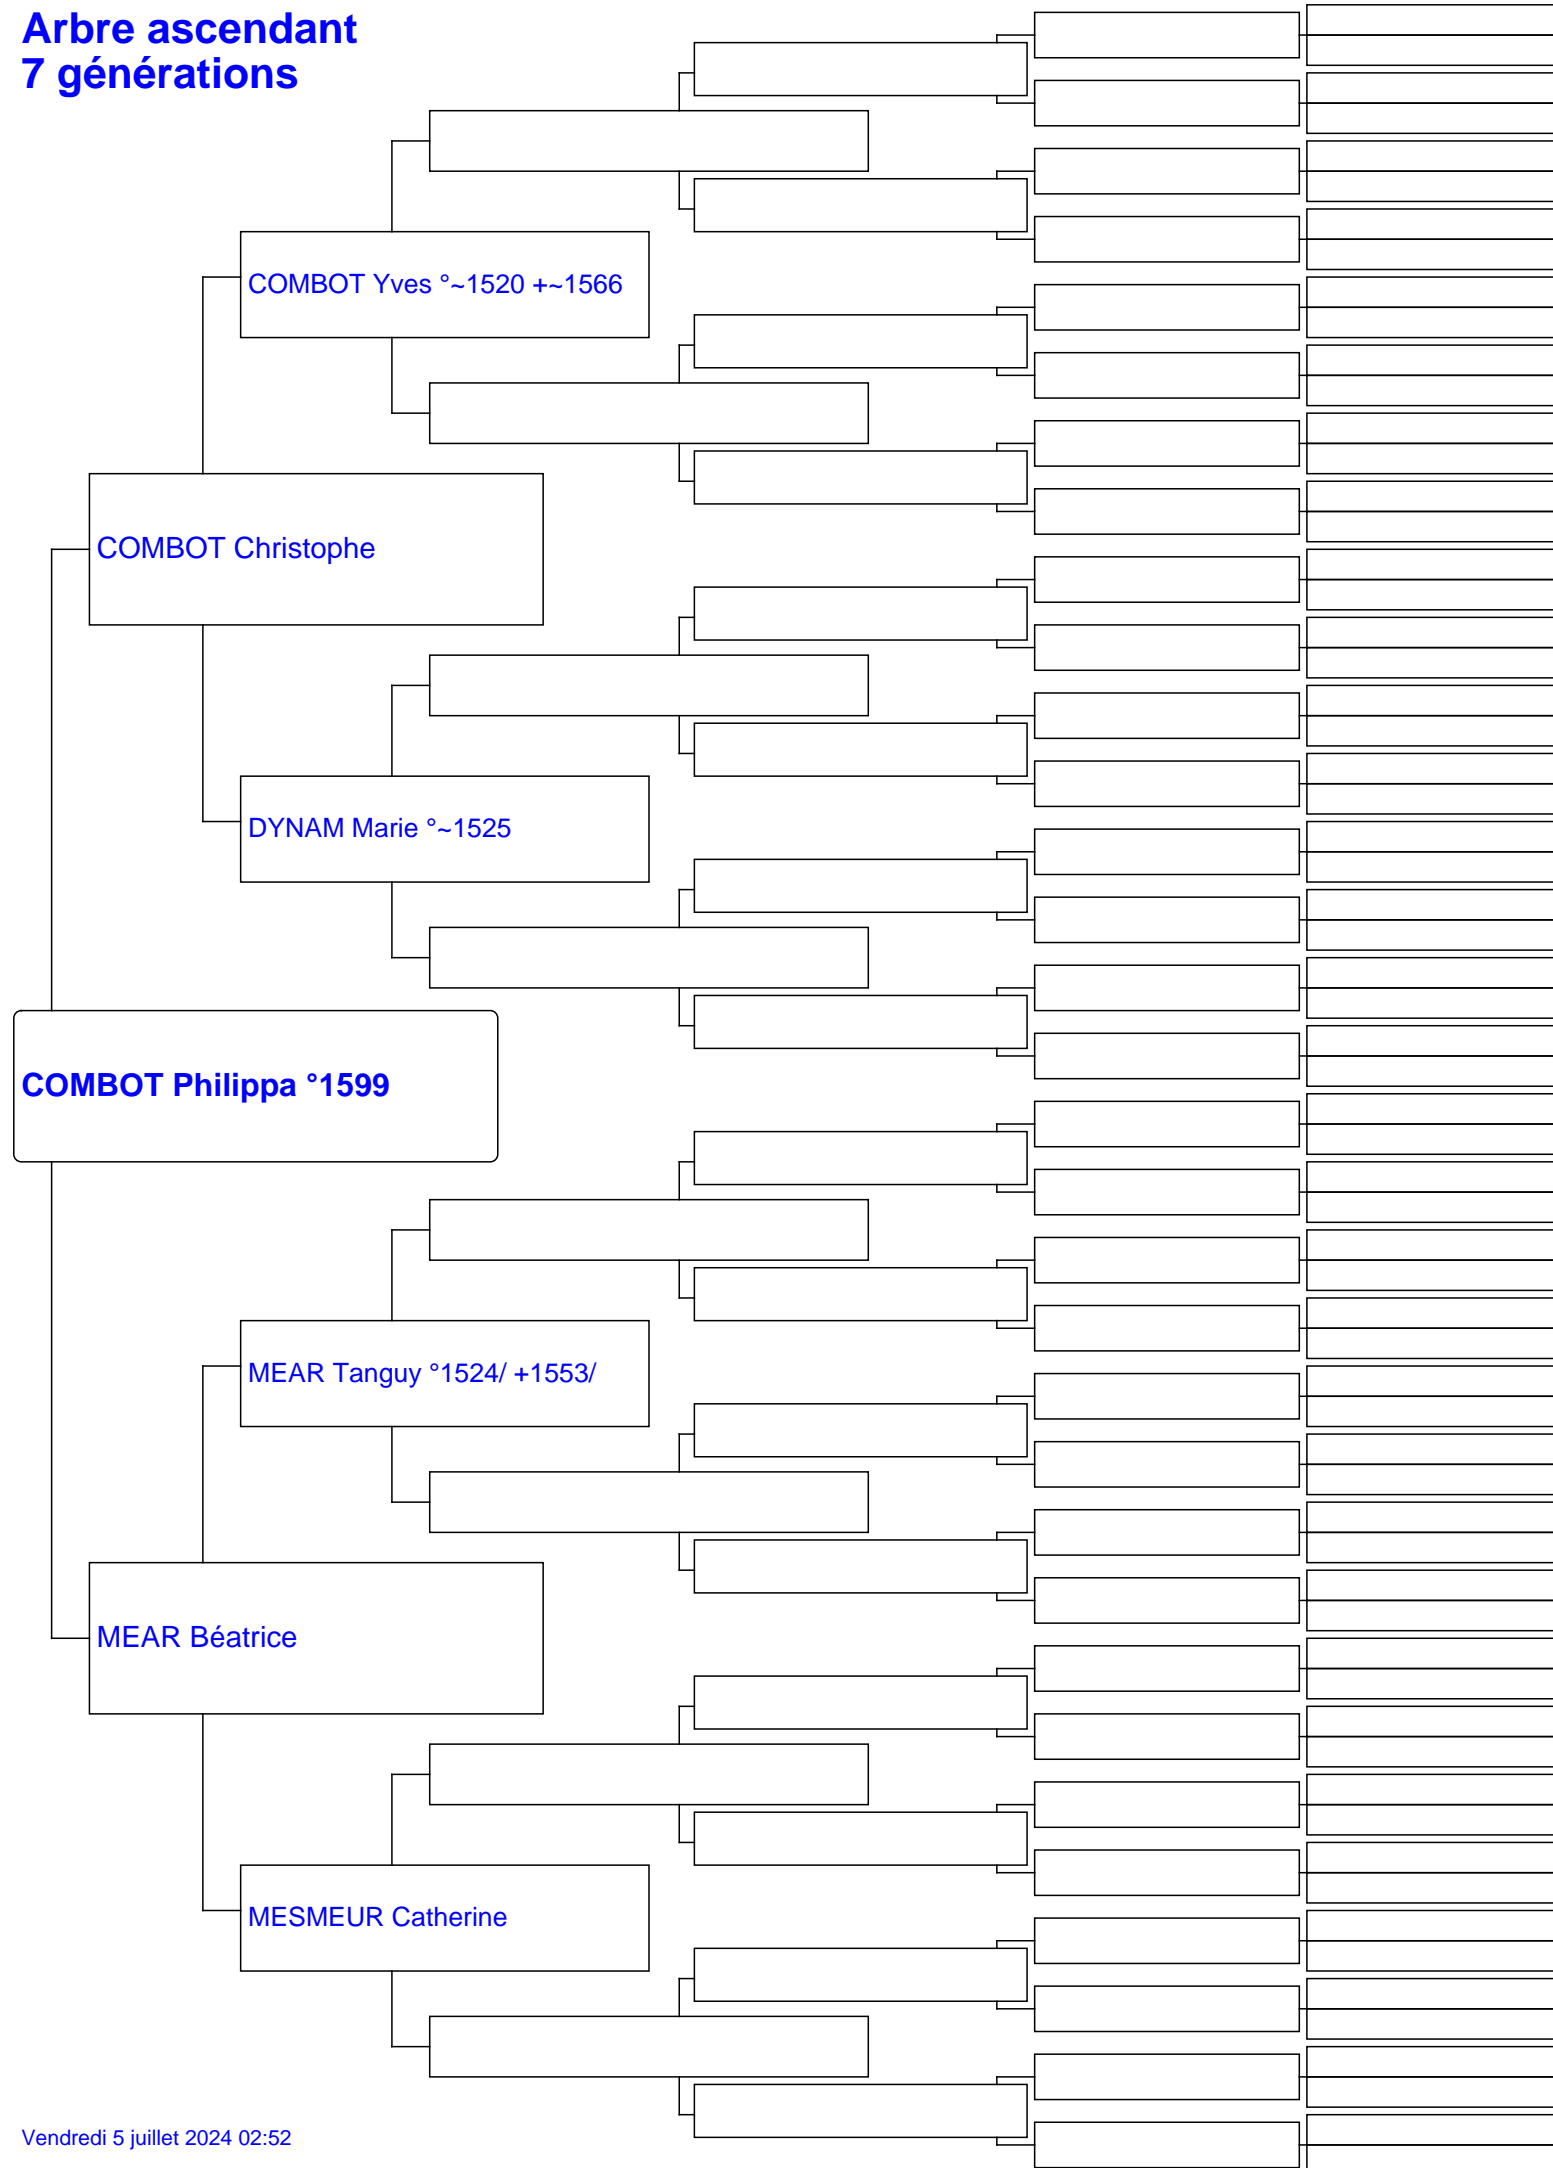 Arbre ascendant
7 générations
COMBOT Yves °~1520 +~1566
COMBOT Christophe
DYNAM Marie °~1525
COMBOT Philippa °1599
MEAR Tanguy °1524/ +1553/
MEAR Béatrice
MESMEUR Catherine
Vendredi 5 juillet 2024 02:52